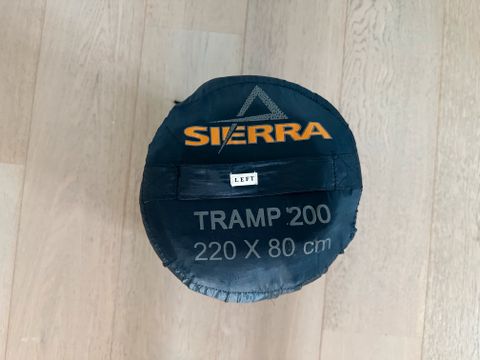 SIERRA
LEFT
TRAMP 200
220 X 80 cm